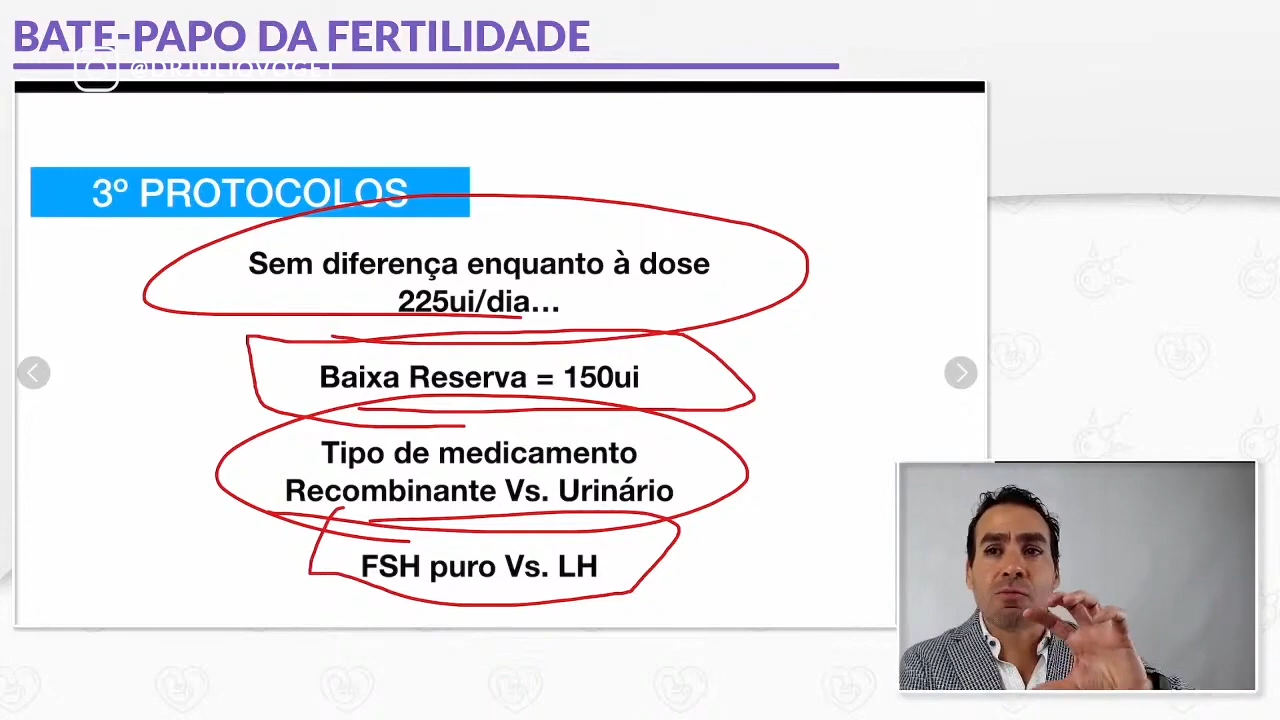 BATE-PAPO DA FERTILIDADE
@DRJULIOVOGET
3º PROTOCOLOS
Sem diferença enquanto à dose
225ui/dia...
Baixa Reserva = 150ui
Tipo de medicamento
Recombinante Vs. Urinário
FSH puro Vs. LH